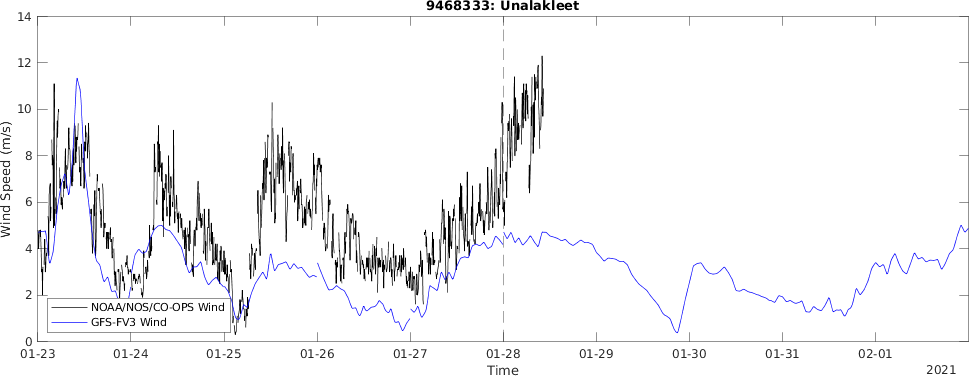 9468333: Unalakleet
14
12
10
8
6
4
2
0
Wind Speed (m/s)
NOAA/NOS/CO-OPS Wind
GFS-FV3 Wind
01-23 01-24 01-25 01-26 01-27 01-28 01-29 01-30 01-31 02-01
Time
2021